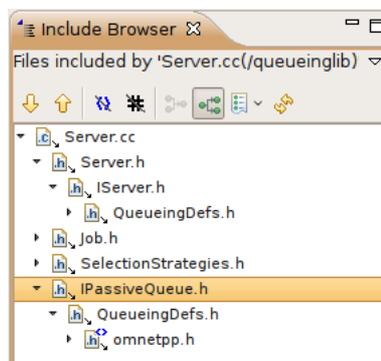 Include Browser
Files included by 'Server.cc(/queueinglib)
.c Server.cc
.h Server.h
.h IServer.h
.h QueueingDefs.h
.h Job.h
.h SelectionStrategies.h
.h IPassiveQueue.h
.h QueueingDefs.h
.h omnetpp.h